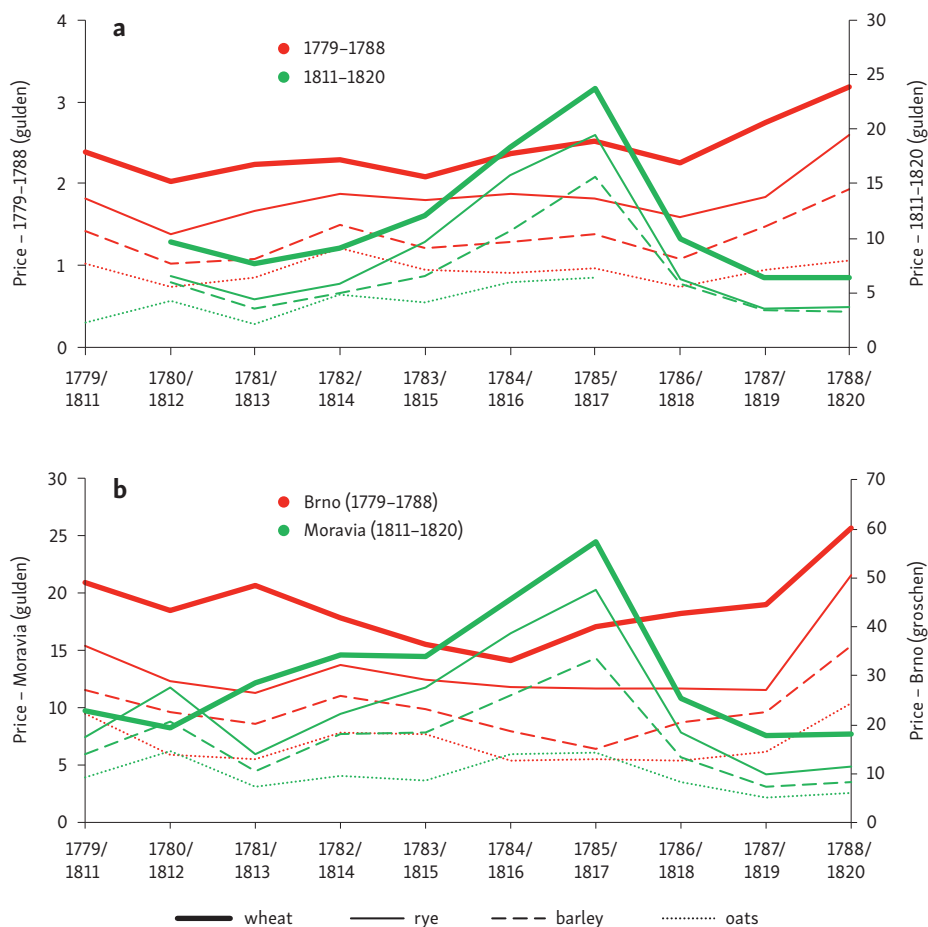 a
1779–1788
1811–1820
Price – 1779–1788 (gulden)
4
3
2
1
0
Price – 1811–1820 (gulden)
30
25
20
15
10
5
0
1779/ 1780/ 1781/ 1782/ 1783/ 1784/ 1785/ 1786/ 1787/ 1788/
1811 1812 1813 1814 1815 1816 1817 1818 1819 1820
b
Brno (1779–1788)
Moravia (1811–1820)
Price – Moravia (gulden)
30
25
20
15
10
5
0
Price – Brno (groschen)
70
60
50
40
30
20
10
0
1779/ 1780/ 1781/ 1782/ 1783/ 1784/ 1785/ 1786/ 1787/ 1788/
1811 1812 1813 1814 1815 1816 1817 1818 1819 1820
wheat rye barley oats